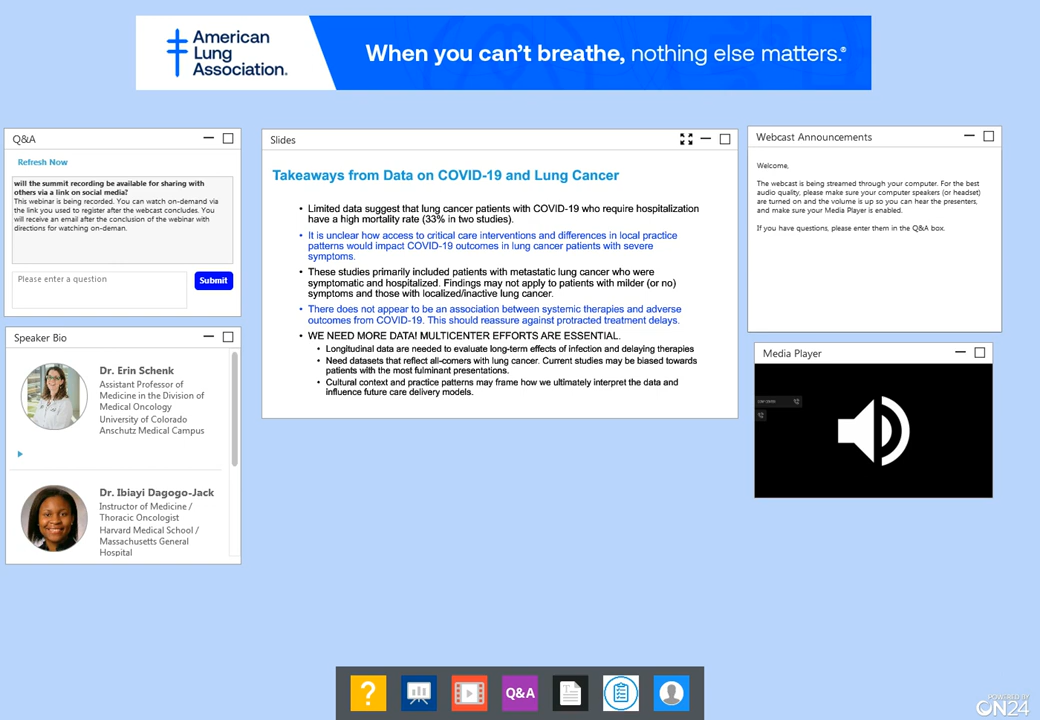 American
Lung
Association.
When you can't breathe, nothing else matters.®
Q&A
Refresh Now
will the summit recording be available for sharing with
others via a link on social media?
This webinar is being recorded. You can watch on-demand via
the link you used to register after the webcast concludes. You
will receive an email after the conclusion of the webinar with
directions for watching on-deman.
Please enter a question
Submit
Speaker Bio
Dr. Erin Schenk
Assistant Professor of
Medicine in the Division of
Medical Oncology
University of Colorado
Anschutz Medical Campus
Dr. Ibiayi Dagogo-Jack
Instructor of Medicine /
Thoracic Oncologist
Harvard Medical School /
Massachusetts General
Hospital
Slides
Takeaways from Data on COVID-19 and Lung Cancer
• Limited data suggest that lung cancer patients with COVID-19 who require hospitalization
have a high mortality rate (33% in two studies).
• It is unclear how access to critical care interventions and differences in local practice
patterns would impact COVID-19 outcomes in lung cancer patients with severe
symptoms.
• These studies primarily included patients with metastatic lung cancer who were
symptomatic and hospitalized. Findings may not apply to patients with milder (or no)
symptoms and those with localized/inactive lung cancer.
• There does not appear to be an association between systemic therapies and adverse
outcomes from COVID-19. This should reassure against protracted treatment delays.
• WE NEED MORE DATA! MULTICENTER EFFORTS ARE ESSENTIAL.
• Longitudinal data are needed to evaluate long-term effects of infection and delaying therapies
• Need datasets that reflect all-comers with lung cancer. Current studies may be biased towards
patients with the most fulminant presentations.
• Cultural context and practice patterns may frame how we ultimately interpret the data and
influence future care delivery models.
Webcast Announcements
Welcome,
The webcast is being streamed through your computer. For the best
audio quality, please make sure your computer speakers (or headset)
are turned on and the volume is up so you can hear the presenters,
and make sure your Media Player is enabled.
If you have questions, please enter them in the Q&A box.
Media Player
?
Q&A
POWERED BY
ON24